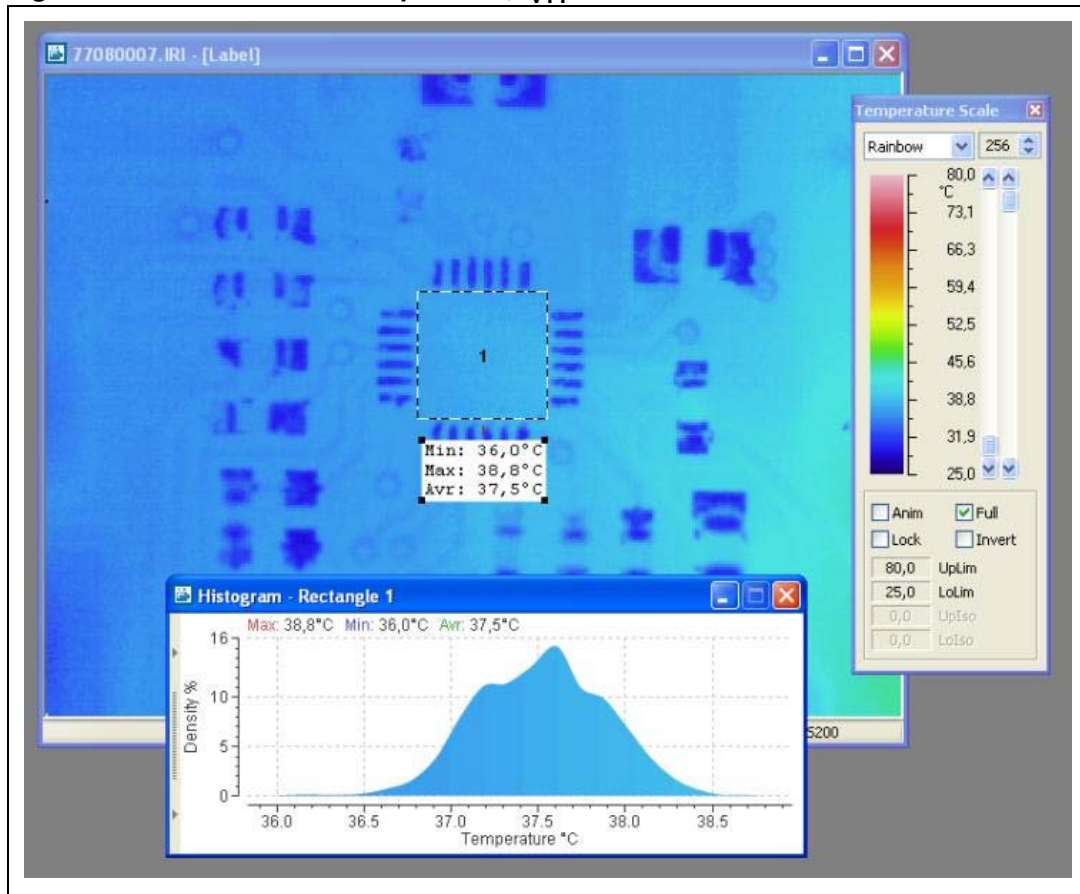 77080007.IRI - [Label]
1
Min: 36,0°C
Max: 38,8°C
Avr: 37,5°C
5200
Temperature Scale
Rainbow
256
80,0
°C
73,1
66,3
59,4
52,5
45,6
38,8
31,9
25,0
Anim
Full
Lock
Invert
80,0 UpLim
25,0 LoLim
0,0 UpIso
0,0 LoIso
Histogram - Rectangle 1
Max: 38,8°C Min: 36,0°C Avr: 37,5°C
16
10
5
0
Density %
36.0 36.5 37.0 37.5 38.0 38.5
Temperature °C